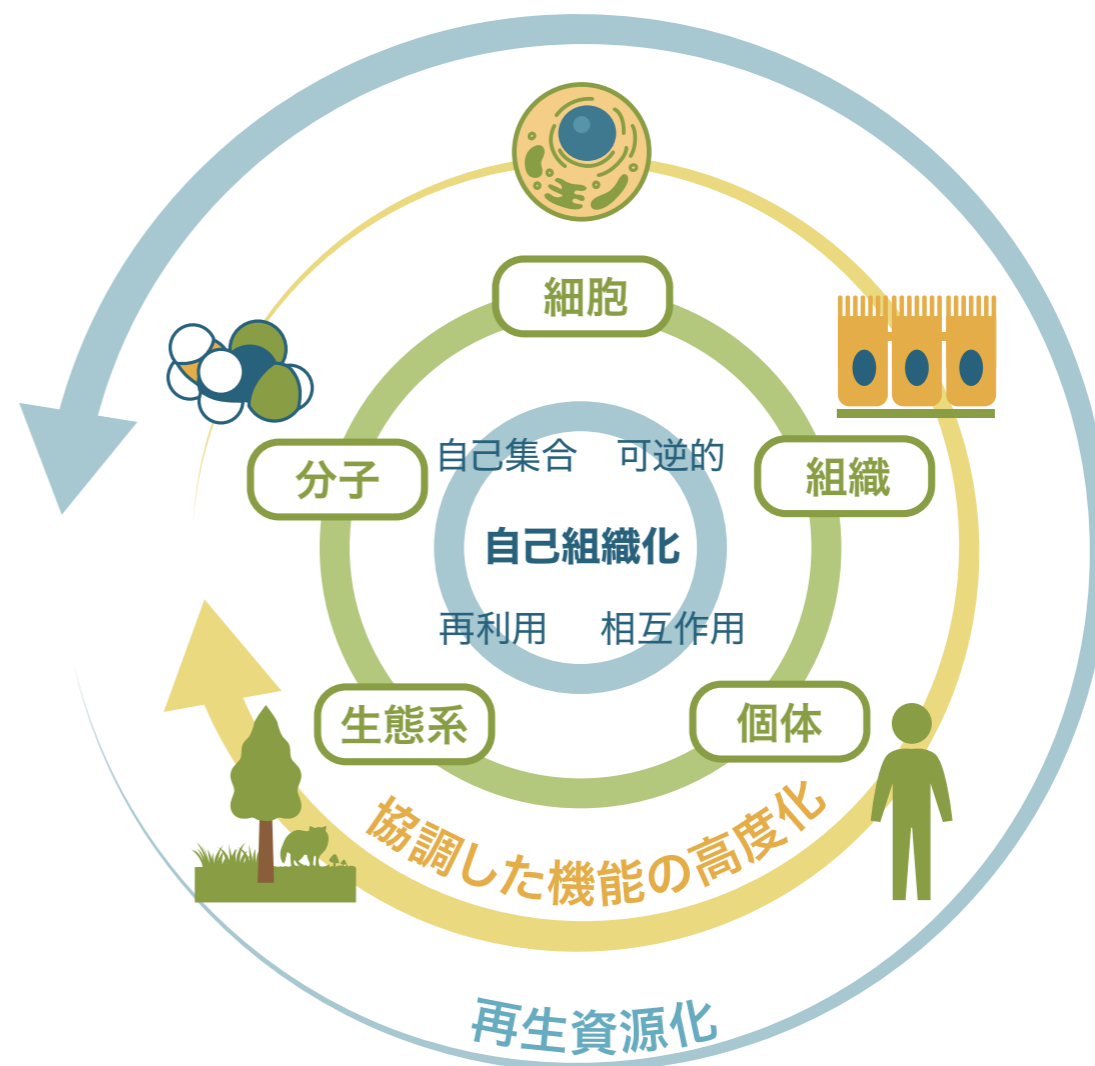 細胞
分子
組織
自己集合 可逆的
自己組織化
再利用 相互作用
生態系
個体
協調した機能の高度化
再生資源化